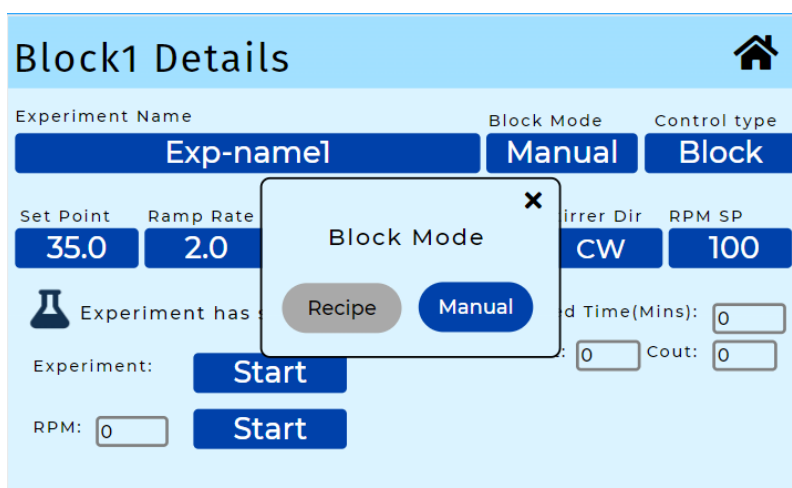 Block1 Details
Experiment Name Block Mode Control type
Exp-name1 Manual Block
Set Point Ramp Rate irrer Dir RPM SP
35.0 2.0 CW 100
Block Mode
Recipe Manual
Experiment has d Time(Mins): 0
: 0 Cout: 0
Experiment: Start
RPM: 0 Start